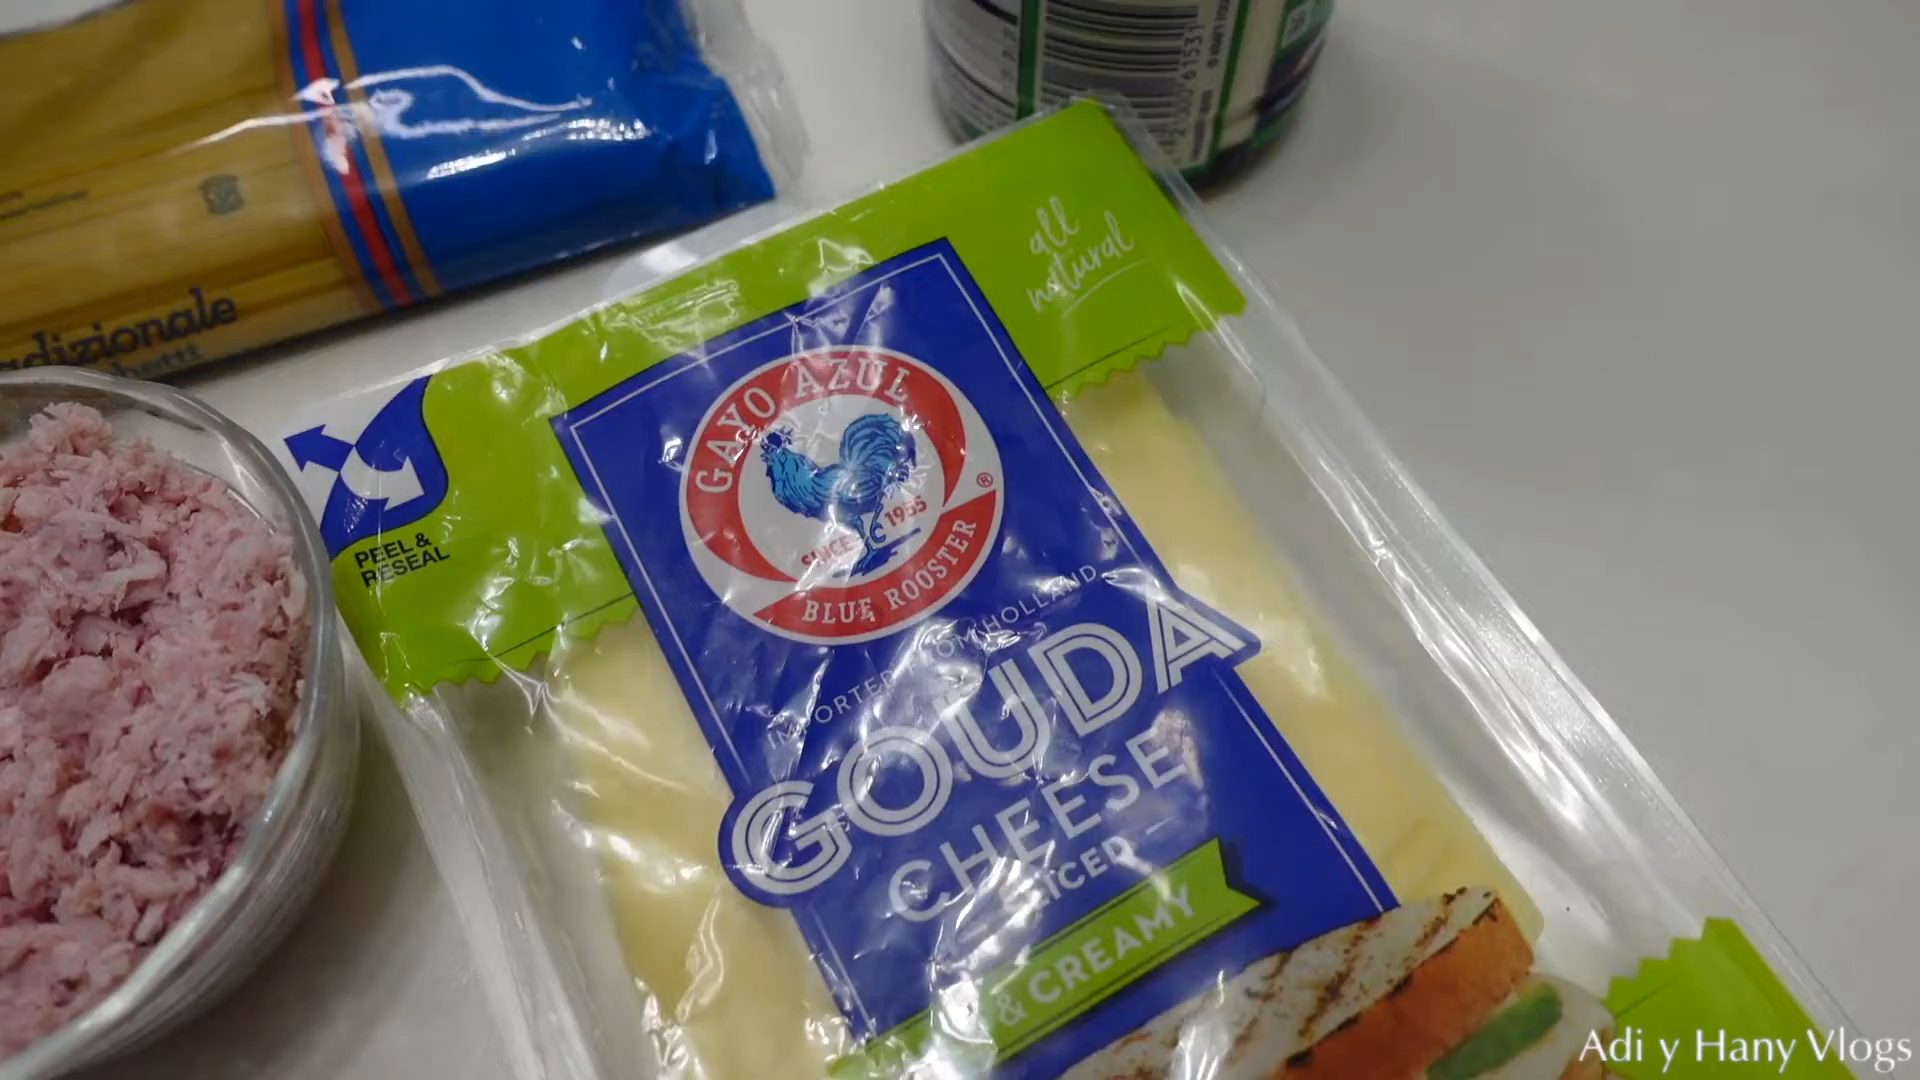 all
natural
GAYO AZUL
SINCE 1955
BLUE ROOSTER
®
PEEL &
RESEAL
IMPORTED FROM HOLLAND
GOUDA
CHEESE
SLICED
& CREAMY
Adi y Hany Vlogs